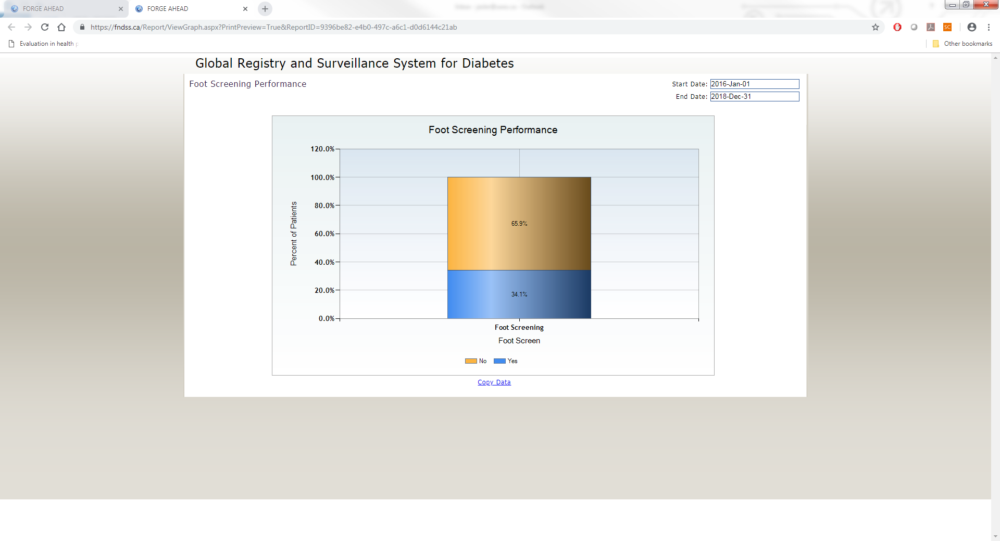 FORGE AHEAD
FORGE AHEAD
https://fndss.ca/Report/ViewGraph.aspx?PrintPreview=True&ReportID=9396be82-e4b0-497c-a6c1-d0d6144c21ab
SC
Evaluation in health
Other bookmarks
Global Registry and Surveillance System for Diabetes
Foot Screening Performance
Start Date: 2016-Jan-01
End Date: 2018-Dec-31
Foot Screening Performance
120.0%
100.0%
80.0%
60.0%
40.0%
20.0%
0.0%
Percent of Patients
65.9%
34.1%
Foot Screening
Foot Screen
No Yes
Copy Data